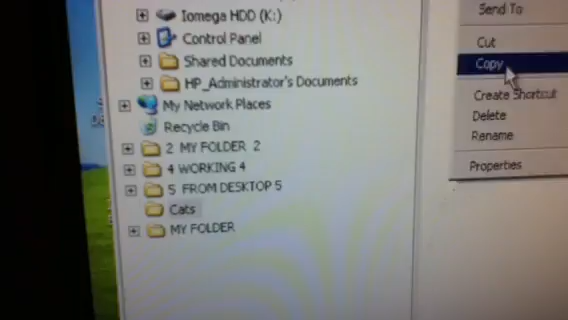 Iomega HDD (K:)
Control Panel
Shared Documents
HP_Administrator's Documents
My Network Places
Recycle Bin
2 MY FOLDER 2
4 WORKING 4
5 FROM DESKTOP 5
Cats
MY FOLDER
Send To
Cut
Copy
Create Shortcut
Delete
Rename
Properties